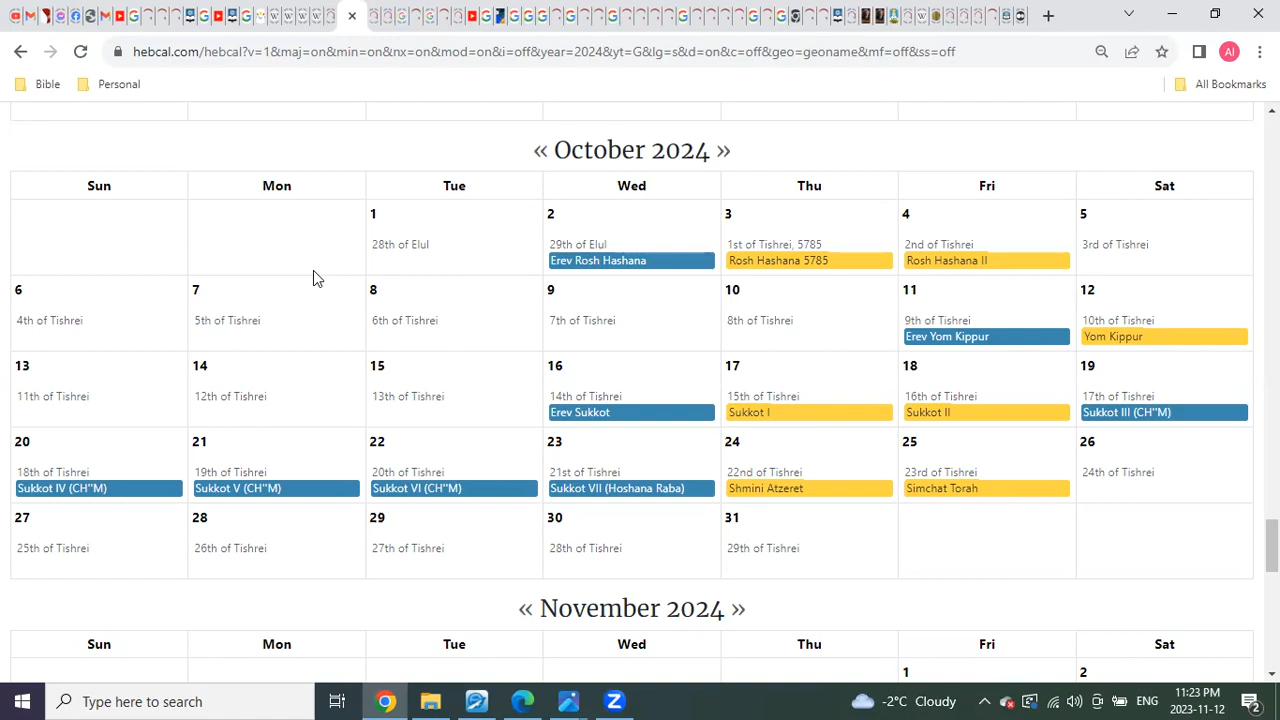 hebcal.com/hebcal?v=1&maj=on&min=on&nx=on&mod=on&i=off&year=2024&yt=G&lg=s&d=on&c=off&geo=geoname&mf=off&ss=off
AI
Bible Personal All Bookmarks
« October 2024 »
Sun Mon Tue Wed Thu Fri Sat
1 2 3 4 5
28th of Elul 29th of Elul 1st of Tishrei, 5785 2nd of Tishrei 3rd of Tishrei
Erev Rosh Hashana Rosh Hashana 5785 Rosh Hashana II
6 7 8 9 10 11 12
4th of Tishrei 5th of Tishrei 6th of Tishrei 7th of Tishrei 8th of Tishrei 9th of Tishrei 10th of Tishrei
Erev Yom Kippur Yom Kippur
13 14 15 16 17 18 19
11th of Tishrei 12th of Tishrei 13th of Tishrei 14th of Tishrei 15th of Tishrei 16th of Tishrei 17th of Tishrei
Erev Sukkot Sukkot I Sukkot II Sukkot III (CH''M)
20 21 22 23 24 25 26
18th of Tishrei 19th of Tishrei 20th of Tishrei 21st of Tishrei 22nd of Tishrei 23rd of Tishrei 24th of Tishrei
Sukkot IV (CH''M) Sukkot V (CH''M) Sukkot VI (CH''M) Sukkot VII (Hoshana Raba) Shmini Atzeret Simchat Torah
27 28 29 30 31
25th of Tishrei 26th of Tishrei 27th of Tishrei 28th of Tishrei 29th of Tishrei
« November 2024 »
Sun Mon Tue Wed Thu Fri Sat
1 2
Type here to search -2°C Cloudy ENG 11:23 PM
2023-11-12 2